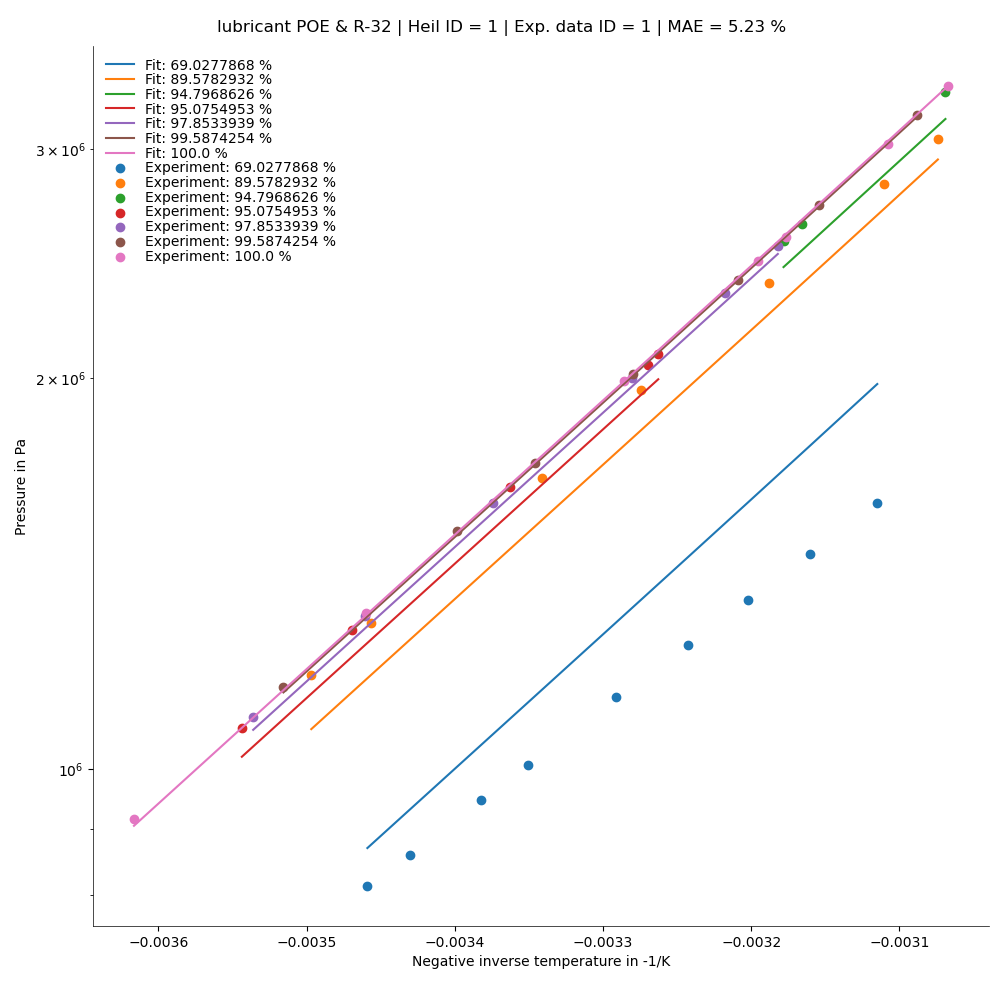 lubricant POE & R-32 | Heil ID = 1 | Exp. data ID = 1 | MAE = 5.23 %
Fit: 69.0277868 %
Fit: 89.5782932 %
Fit: 94.7968626 %
Fit: 95.0754953 %
Fit: 97.8533939 %
Fit: 99.5874254 %
Fit: 100.0 %
Experiment: 69.0277868 %
Experiment: 89.5782932 %
Experiment: 94.7968626 %
Experiment: 95.0754953 %
Experiment: 97.8533939 %
Experiment: 99.5874254 %
Experiment: 100.0 %
3 × 10⁶
2 × 10⁶
10⁶
Pressure in Pa
−0.0036 −0.0035 −0.0034 −0.0033 −0.0032 −0.0031
Negative inverse temperature in -1/K